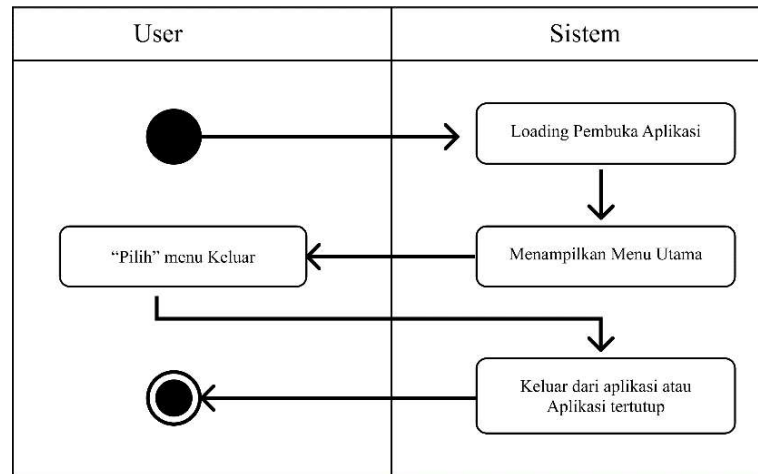 User
Sistem
Loading Pembuka Aplikasi
“Pilih” menu Keluar
Menampilkan Menu Utama
Keluar dari aplikasi atau
Aplikasi tertutup